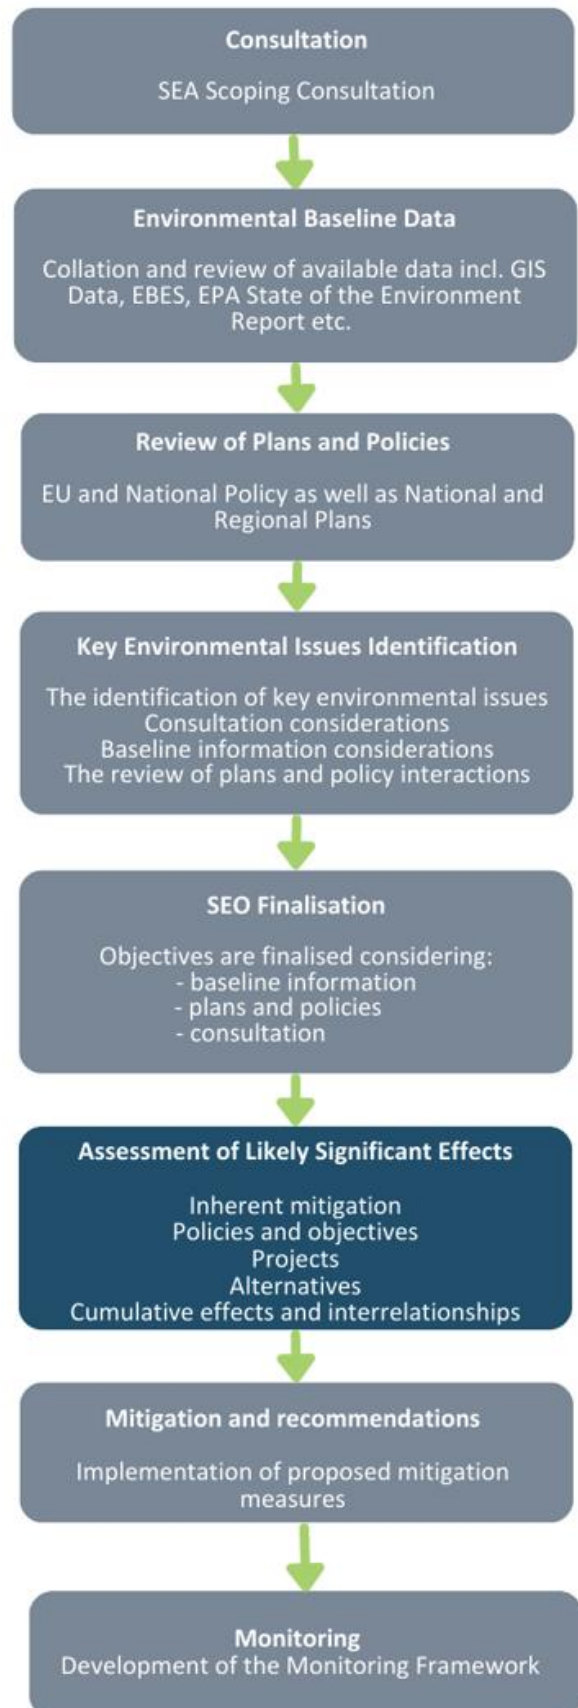 Consultation
SEA Scoping Consultation
Environmental Baseline Data
Collation and review of available data incl. GIS
Data, EBES, EPA State of the Environment
Report etc.
Review of Plans and Policies
EU and National Policy as well as National and
Regional Plans
Key Environmental Issues Identification
The identification of key environmental issues
Consultation considerations
Baseline information considerations
The review of plans and policy interactions
SEO Finalisation
Objectives are finalised considering:
- baseline information
- plans and policies
- consultation
Assessment of Likely Significant Effects
Inherent mitigation
Policies and objectives
Projects
Alternatives
Cumulative effects and interrelationships
Mitigation and recommendations
Implementation of proposed mitigation
measures
Monitoring
Development of the Monitoring Framework